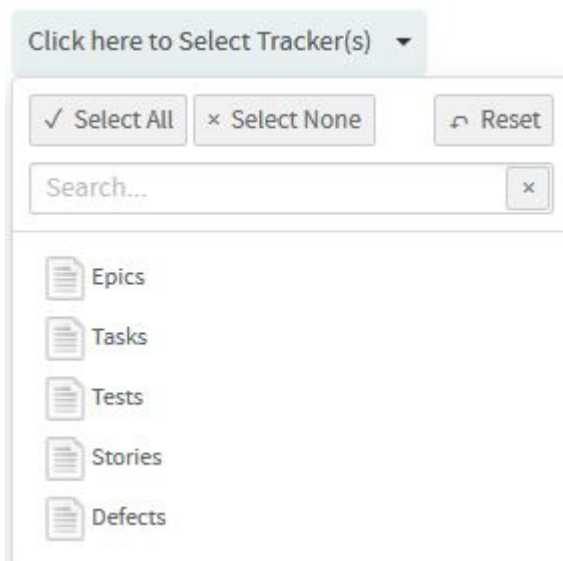 Click here to Select Tracker(s)
✓ Select All × Select None Reset
Search... ×
Epics
Tasks
Tests
Stories
Defects